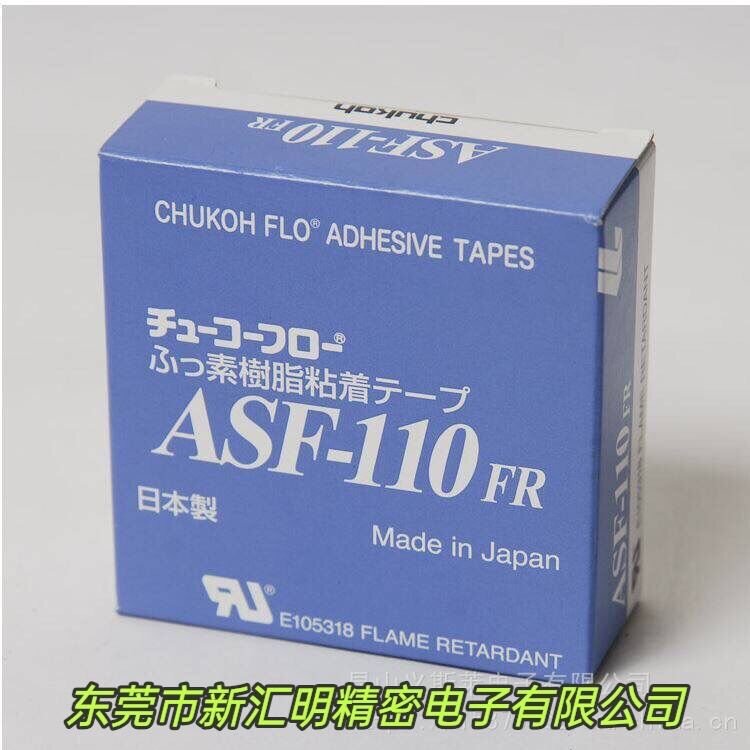 chukoh
ASF-110 FR
CHUKOH FLO® ADHESIVE TAPES
チューコーフロー®
ふっ素樹脂粘着テープ
ASF-110 FR
日本製
Made in Japan
E105318 FLAME RETARDANT
ASF-110 FR
FLAME RETARDANT
东莞市新汇明精密电子有限公司